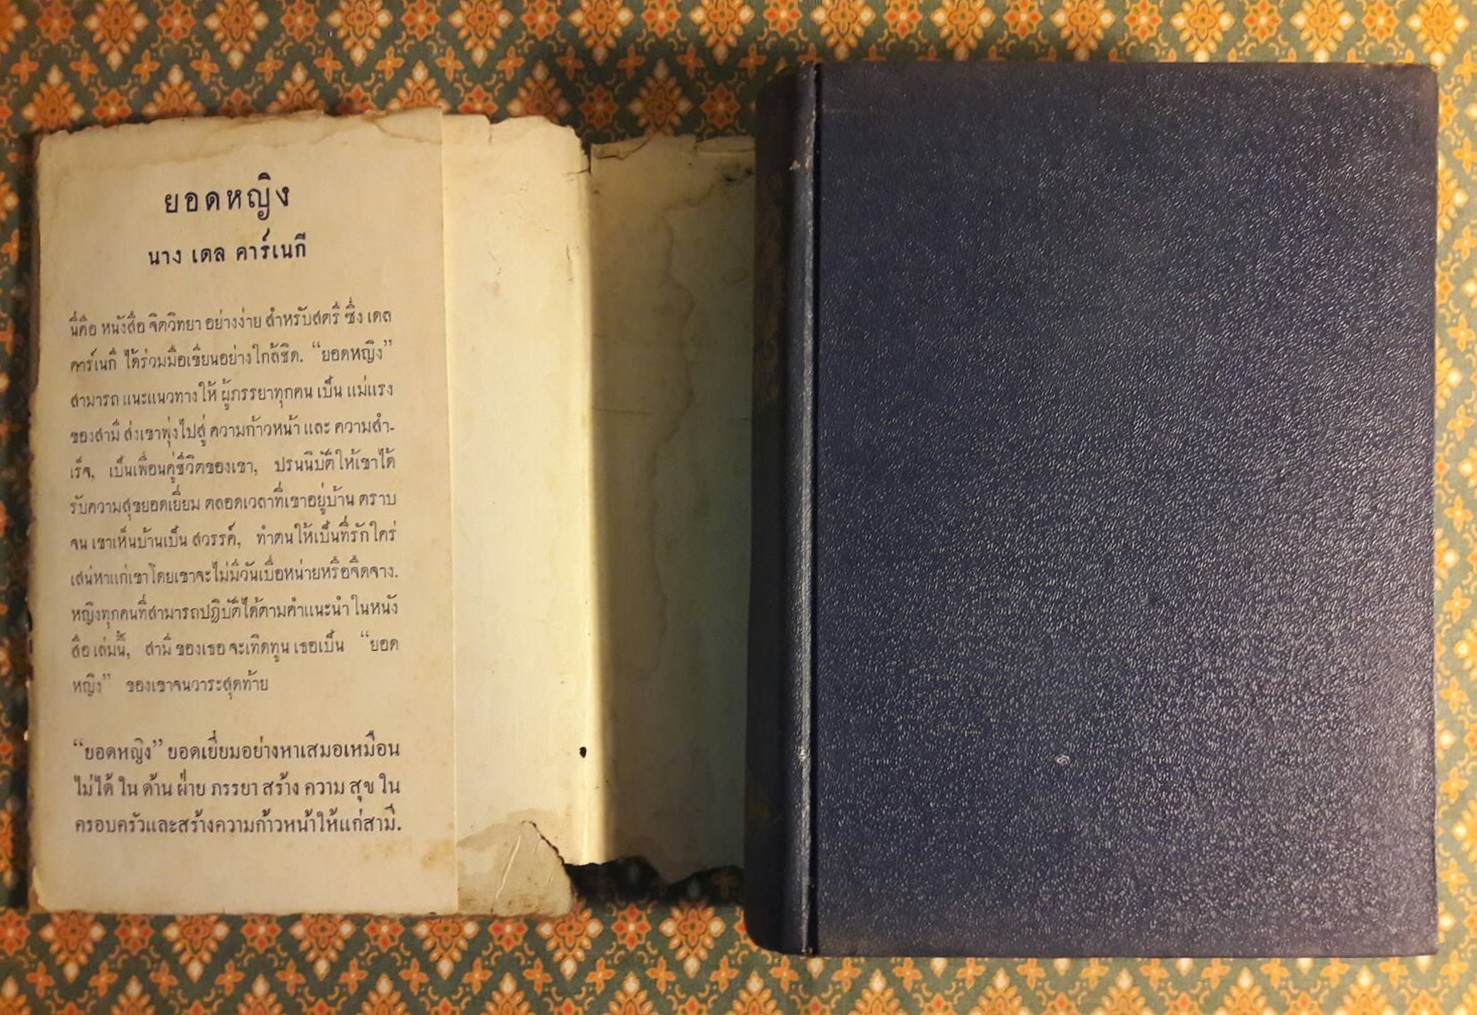 ยอดหญิง
นาง เดล คาร์เนกี
นี่คือ หนังสือ จิตวิทยา อย่างง่าย สำหรับสตรี ซึ่ง เดล
คาร์เนกี ได้ร่วมมือเขียนอย่างใกล้ชิด. “ยอดหญิง”
สามารถ แนะแนวทางให้ ผู้ภรรยาทุกคน เป็น แม่แรง
ของสามี ส่งเขาพุ่งไปสู่ ความก้าวหน้า และ ความสำ-
เร็จ, เป็นเพื่อนคู่ชีวิตของเขา, ปรนนิบัติให้เขาได้
รับความสุขยอดเยี่ยม ตลอดเวลาที่เขาอยู่บ้าน ตราบ
จน เขาเห็นบ้านเป็น สวรรค์, ทำตนให้เป็นที่รักใคร่
เสน่หาแก่เขาโดยเขาจะไม่มีวันเบื่อหน่ายหรือจืดจาง.
หญิงทุกคนที่สามารถปฏิบัติได้ตามคำแนะนำ ในหนัง
สือ เล่มนี้, สามี ของเธอ จะเทิดทูน เธอเป็น “ยอด
หญิง” ของเขาจนวาระสุดท้าย
“ยอดหญิง” ยอดเยี่ยมอย่างหาเสมอเหมือน
ไม่ได้ ใน ด้าน ฝ่าย ภรรยา สร้าง ความ สุข ใน
ครอบครัวและสร้างความก้าวหน้าให้แก่สามี.